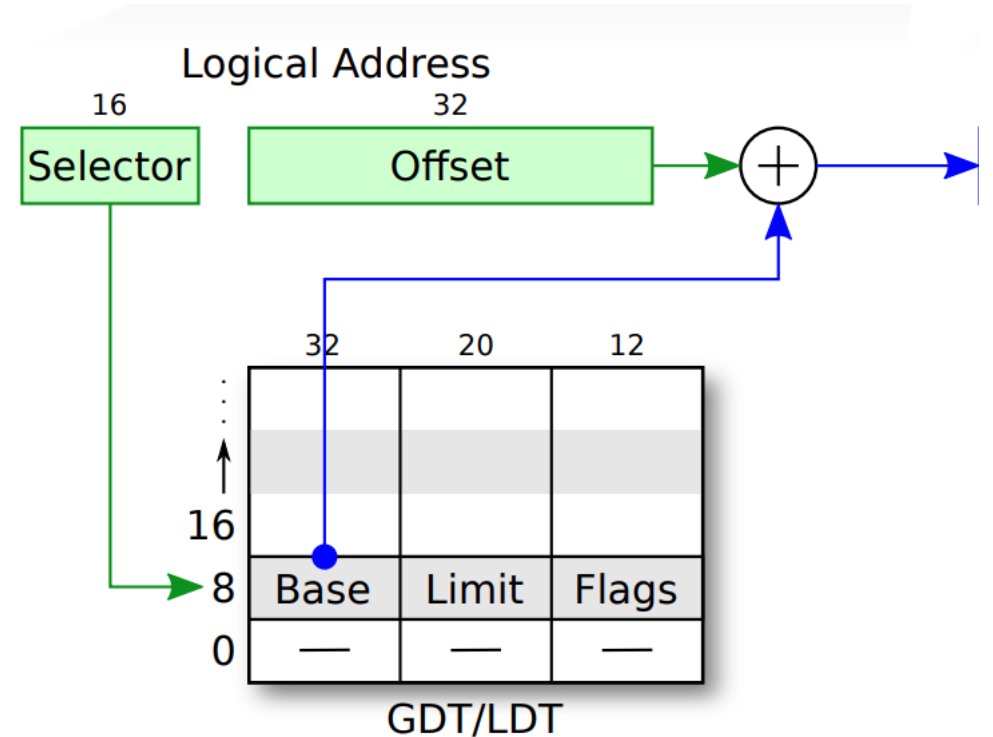 Logical Address
16 32
Selector Offset
32 20 12
16
8 Base Limit Flags
0 — — —
GDT/LDT